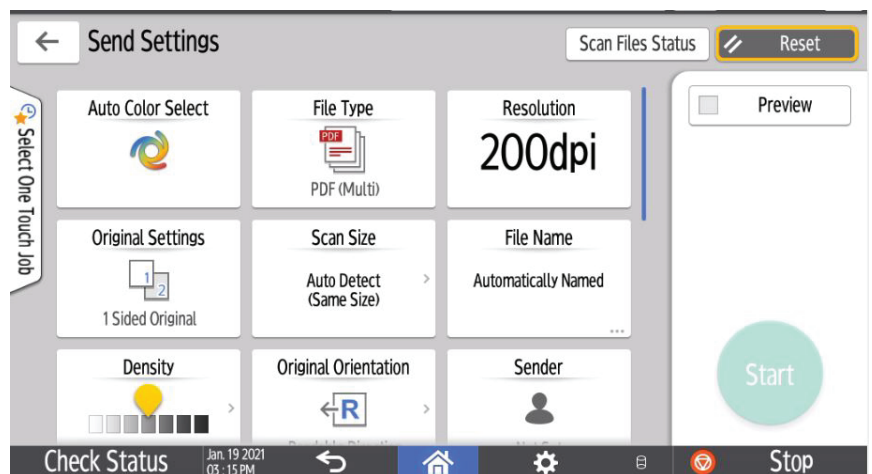 Send Settings
Scan Files Status
Reset
Select One Touch Job
Auto Color Select
File Type
PDF
PDF (Multi)
Resolution
200dpi
Preview
Original Settings
1
2
1 Sided Original
Scan Size
Auto Detect
(Same Size)
File Name
Automatically Named
...
Density
Original Orientation
R
Sender
Start
Check Status
Jan. 19 2021
03 : 15 PM
Stop